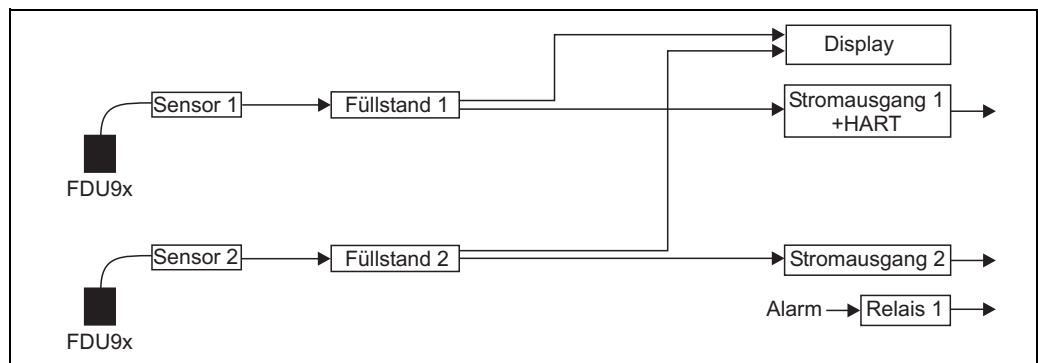 Display
Sensor 1
Füllstand 1
Stromausgang 1
+HART
FDU9x
Sensor 2
Füllstand 2
Stromausgang 2
Alarm
Relais 1
FDU9x